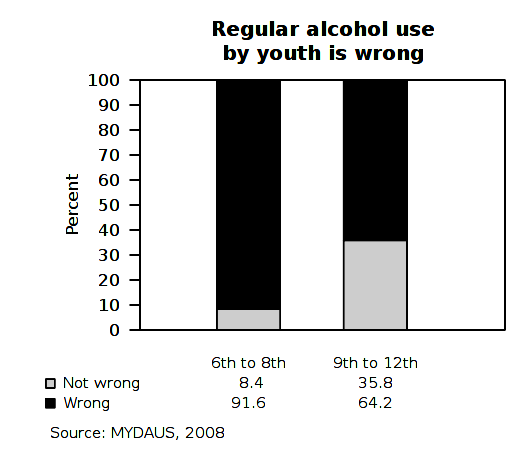 Regular alcohol use
by youth is wrong
100
90
80
70
60
50
40
30
20
10
0
Percent
6th to 8th 9th to 12th
Not wrong 8.4 35.8
Wrong 91.6 64.2
Source: MYDAUS, 2008